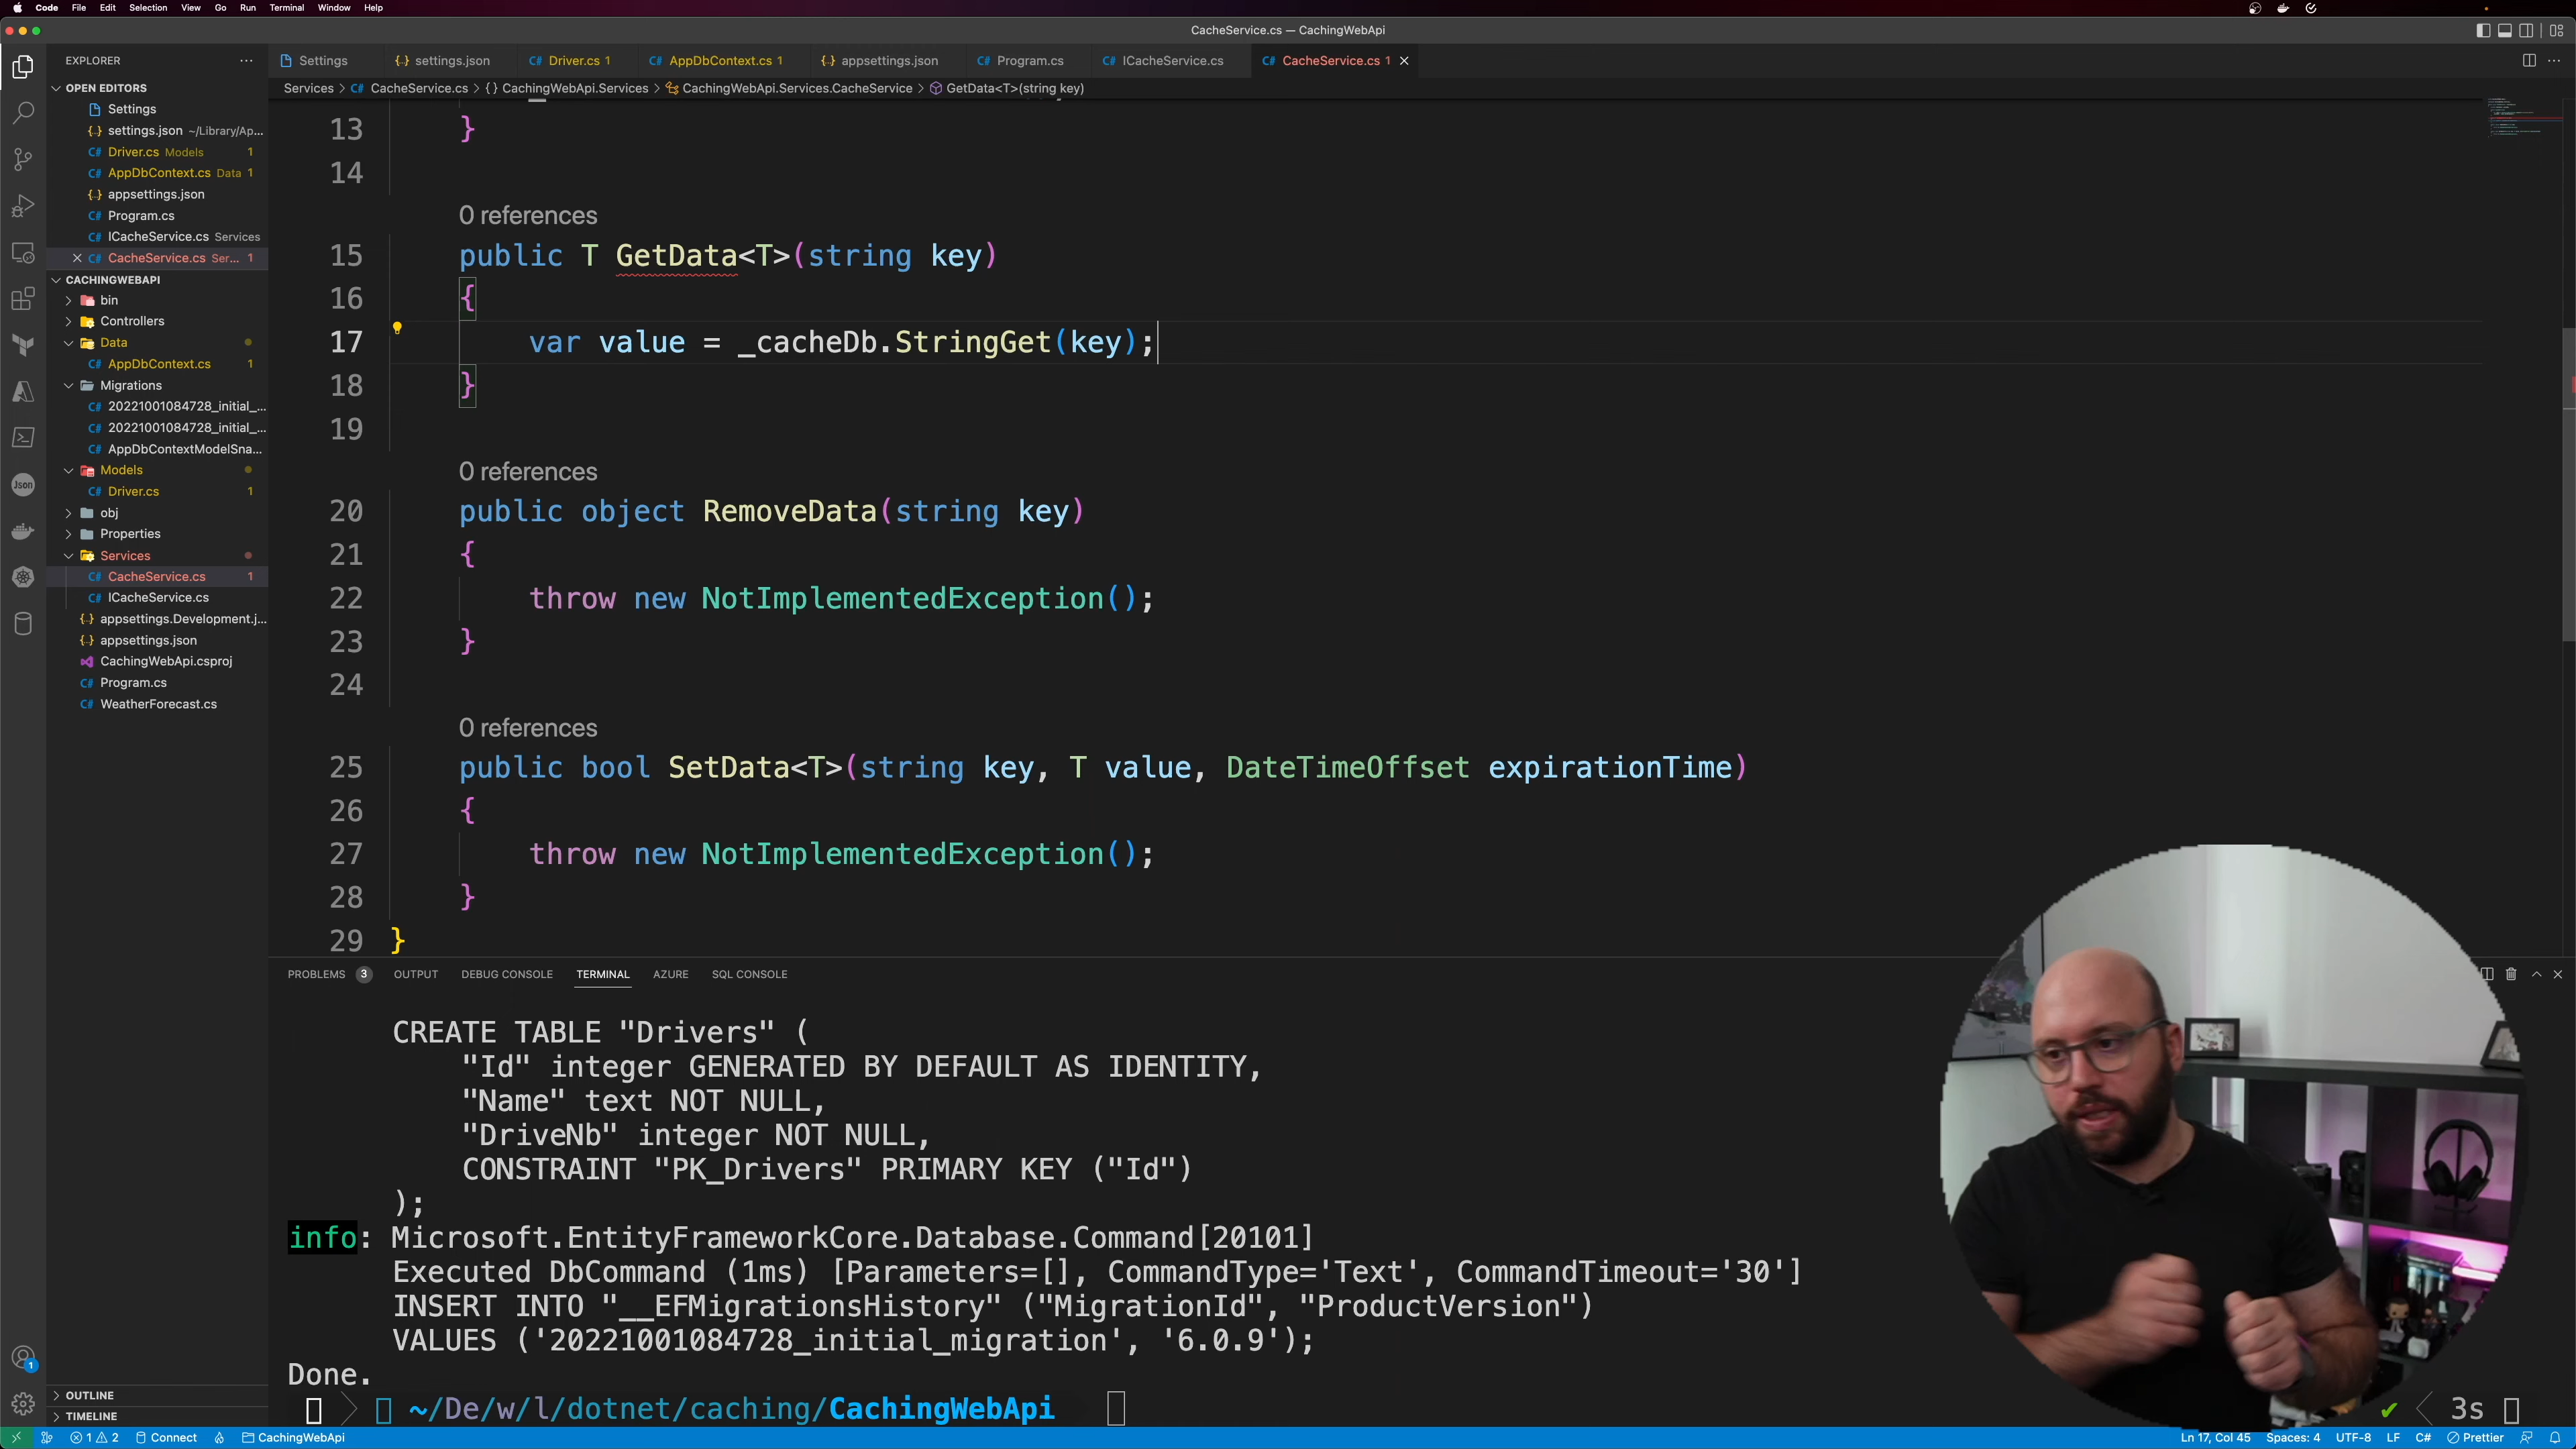 Code File Edit Selection View Go Run Terminal Window Help
CacheService.cs — CachingWebApi
EXPLORER
Settings settings.json Driver.cs 1 AppDbContext.cs 1 appsettings.json Program.cs ICacheService.cs CacheService.cs 1
Services > CacheService.cs > {} CachingWebApi.Services > CachingWebApi.Services.CacheService > GetData<T>(string key)
OPEN EDITORS
Settings
settings.json ~/Library/Ap...
Driver.cs Models 1
AppDbContext.cs Data 1
appsettings.json
Program.cs
ICacheService.cs Services
CacheService.cs Ser... 1
CACHINGWEBAPI
bin
Controllers
Data
AppDbContext.cs 1
Migrations
20221001084728_initial_...
20221001084728_initial_...
AppDbContextModelSna...
Models
Driver.cs 1
obj
Properties
Services
CacheService.cs 1
ICacheService.cs
appsettings.Development.j...
appsettings.json
CachingWebApi.csproj
Program.cs
WeatherForecast.cs
OUTLINE
TIMELINE
13 }
14
0 references
15 public T GetData<T>(string key)
16 {
17 var value = _cacheDb.StringGet(key);
18 }
19
0 references
20 public object RemoveData(string key)
21 {
22 throw new NotImplementedException();
23 }
24
0 references
25 public bool SetData<T>(string key, T value, DateTimeOffset expirationTime)
26 {
27 throw new NotImplementedException();
28 }
29 }
PROBLEMS 3 OUTPUT DEBUG CONSOLE TERMINAL AZURE SQL CONSOLE
CREATE TABLE "Drivers" (
"Id" integer GENERATED BY DEFAULT AS IDENTITY,
"Name" text NOT NULL,
"DriveNb" integer NOT NULL,
CONSTRAINT "PK_Drivers" PRIMARY KEY ("Id")
);
info: Microsoft.EntityFrameworkCore.Database.Command[20101]
Executed DbCommand (1ms) [Parameters=[], CommandType='Text', CommandTimeout='30']
INSERT INTO "__EFMigrationsHistory" ("MigrationId", "ProductVersion")
VALUES ('20221001084728_initial_migration', '6.0.9');
Done.
~/De/w/l/dotnet/caching/CachingWebApi 3s
1 2 Connect CachingWebApi Ln 17, Col 45 Spaces: 4 UTF-8 LF C# Prettier